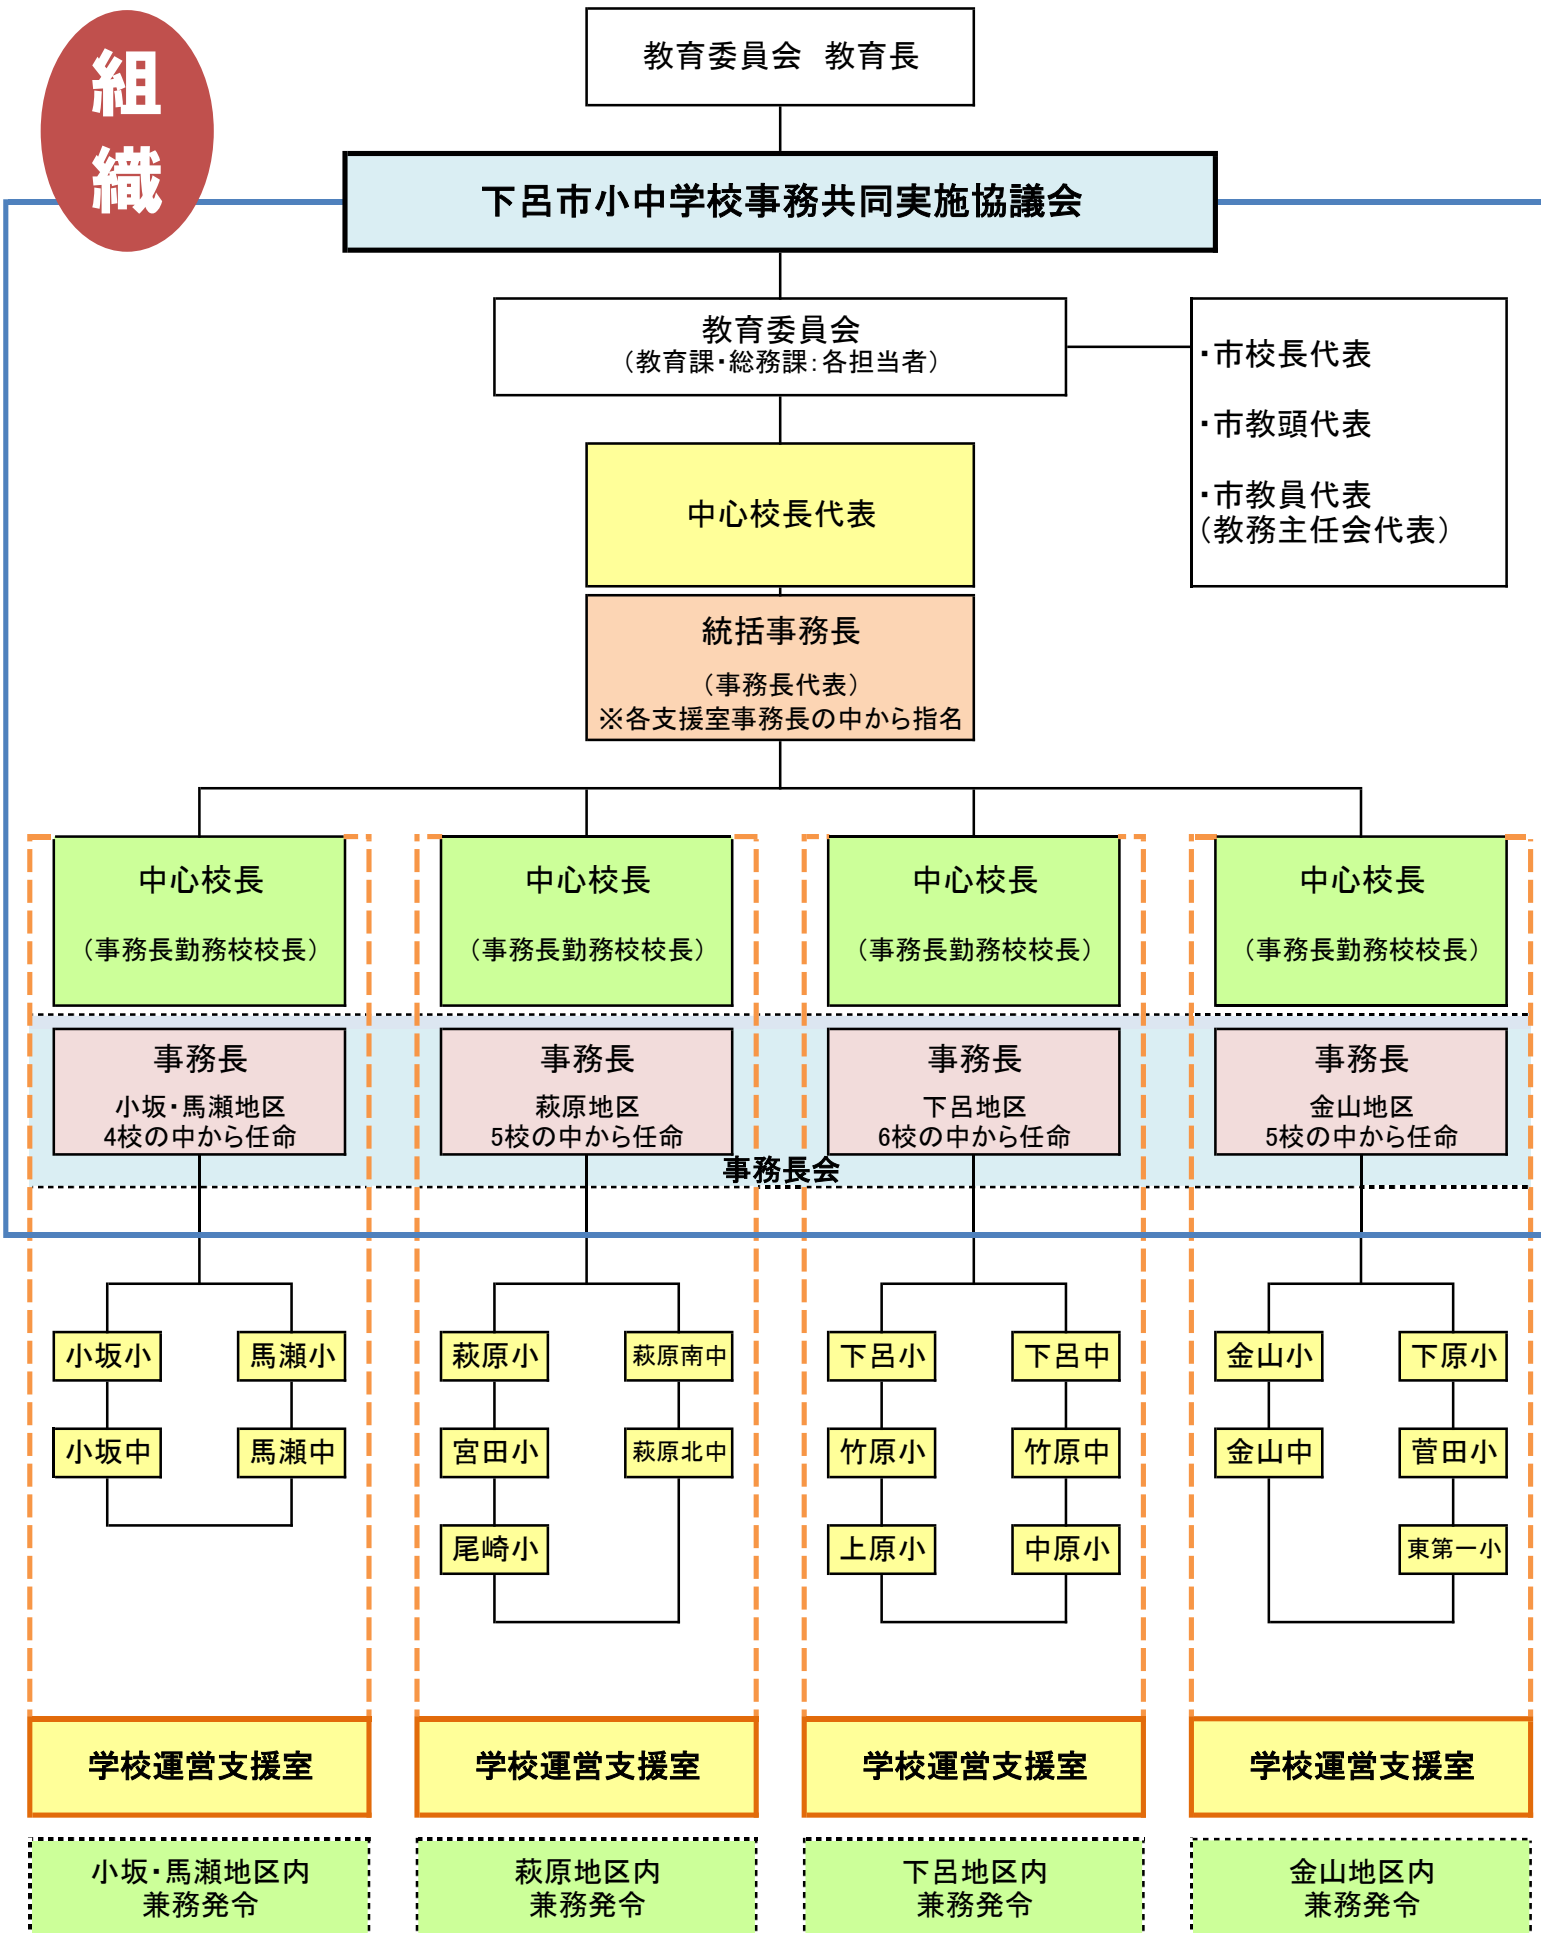 組
織
教育委員会　教育長
下呂市小中学校事務共同実施協議会
教育委員会
（教育課・総務課：各担当者）
・市校長代表
・市教頭代表
・市教員代表
（教務主任会代表）
中心校長代表
統括事務長
（事務長代表）
※各支援室事務長の中から指名
中心校長
（事務長勤務校校長）
中心校長
（事務長勤務校校長）
中心校長
（事務長勤務校校長）
中心校長
（事務長勤務校校長）
事務長
小坂・馬瀬地区
4校の中から任命
事務長
萩原地区
5校の中から任命
事務長
下呂地区
6校の中から任命
事務長
金山地区
5校の中から任命
事務長会
小坂小
馬瀬小
小坂中
馬瀬中
萩原小
萩原南中
宮田小
萩原北中
尾崎小
下呂小
下呂中
竹原小
竹原中
上原小
中原小
金山小
下原小
金山中
菅田小
東第一小
学校運営支援室
学校運営支援室
学校運営支援室
学校運営支援室
小坂・馬瀬地区内
兼務発令
萩原地区内
兼務発令
下呂地区内
兼務発令
金山地区内
兼務発令